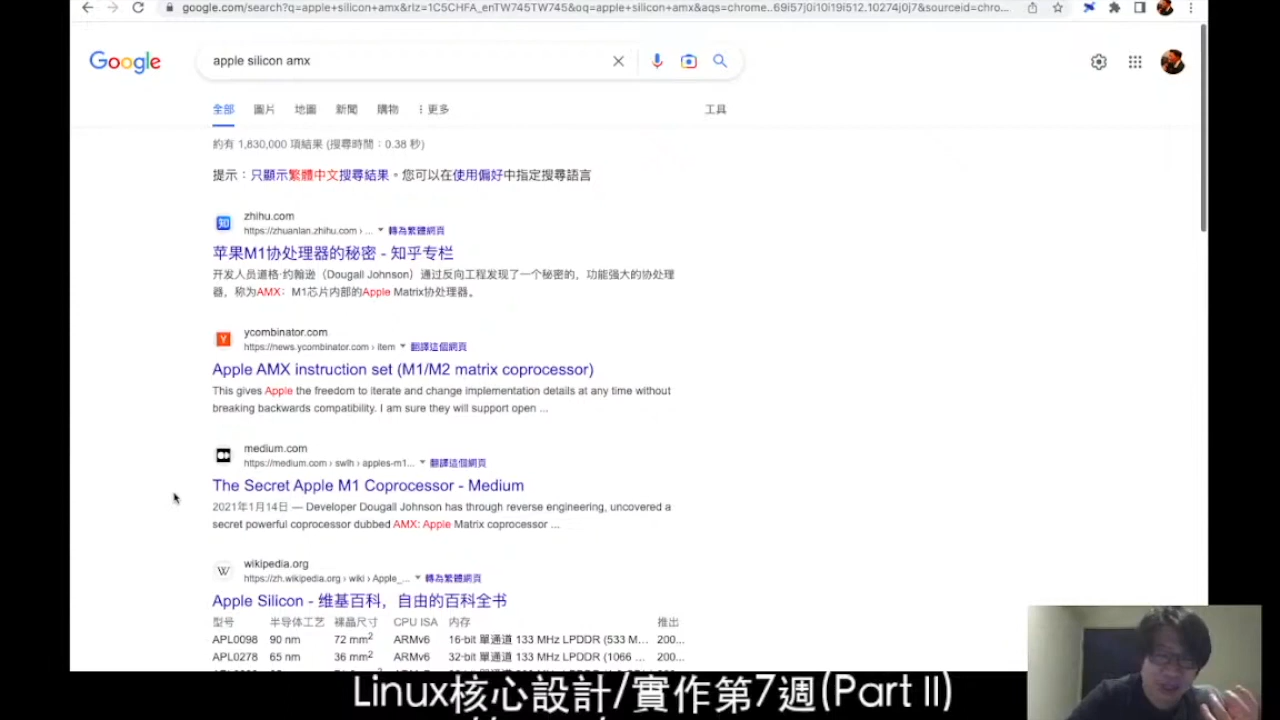 google.com/search?q=apple+silicon+amx&rlz=1C5CHFA_enTW745TW745&oq=apple+silicon+amx&aqs=chrome..69i57j0i10i19i512.10274j0j7&sourceid=chro...
Google
apple silicon amx
全部 圖片 地圖 新聞 購物 更多 工具
約有 1,830,000 項結果 (搜尋時間：0.38 秒)
提示：只顯示繁體中文搜尋結果。您可以在使用偏好中指定搜尋語言
知
zhihu.com
https://zhuanlan.zhihu.com › ... 轉為繁體網頁
苹果M1协处理器的秘密 - 知乎专栏
开发人员道格·约翰逊（Dougall Johnson）通过反向工程发现了一个秘密的，功能强大的协处理
器，称为AMX：M1芯片内部的Apple Matrix协处理器。
Y
ycombinator.com
https://news.ycombinator.com › item 翻譯這個網頁
Apple AMX instruction set (M1/M2 matrix coprocessor)
This gives Apple the freedom to iterate and change implementation details at any time without
breaking backwards compatibility. I am sure they will support open ...
medium.com
https://medium.com › swlh › apples-m1... 翻譯這個網頁
The Secret Apple M1 Coprocessor - Medium
2021年1月14日 — Developer Dougall Johnson has through reverse engineering, uncovered a
secret powerful coprocessor dubbed AMX: Apple Matrix coprocessor ...
W
wikipedia.org
https://zh.wikipedia.org › wiki › Apple_... 轉為繁體網頁
Apple Silicon - 维基百科，自由的百科全书
型号 半导体工艺 裸晶尺寸 CPU ISA 内存 推出
APL0098 90 nm 72 mm² ARMv6 16-bit 單通道 133 MHz LPDDR (533 M... 200...
APL0278 65 nm 36 mm² ARMv6 32-bit 單通道 133 MHz LPDDR (1066 ... 200...
Linux核心設計/實作第7週(Part II)